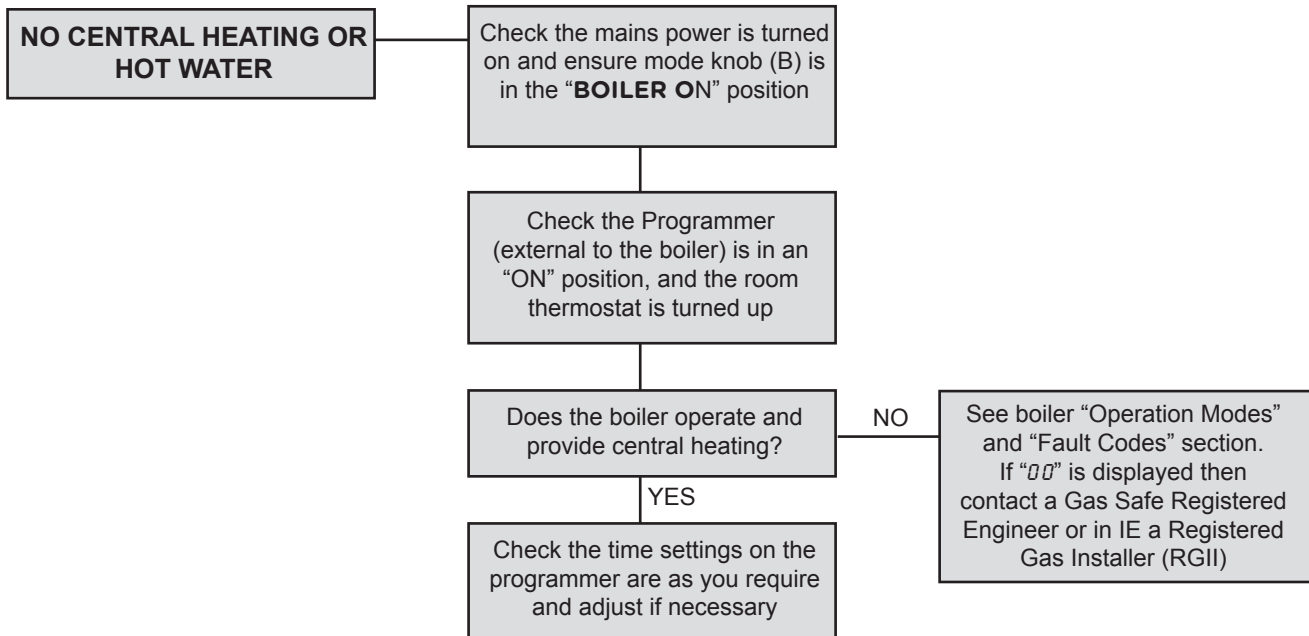 NO CENTRAL HEATING OR
HOT WATER
Check the mains power is turned
on and ensure mode knob (B) is
in the “BOILER ON” position
Check the Programmer
(external to the boiler) is in an
“ON” position, and the room
thermostat is turned up
Does the boiler operate and
provide central heating?
NO
See boiler “Operation Modes”
and “Fault Codes” section.
If “00” is displayed then
contact a Gas Safe Registered
Engineer or in IE a Registered
Gas Installer (RGII)
YES
Check the time settings on the
programmer are as you require
and adjust if necessary